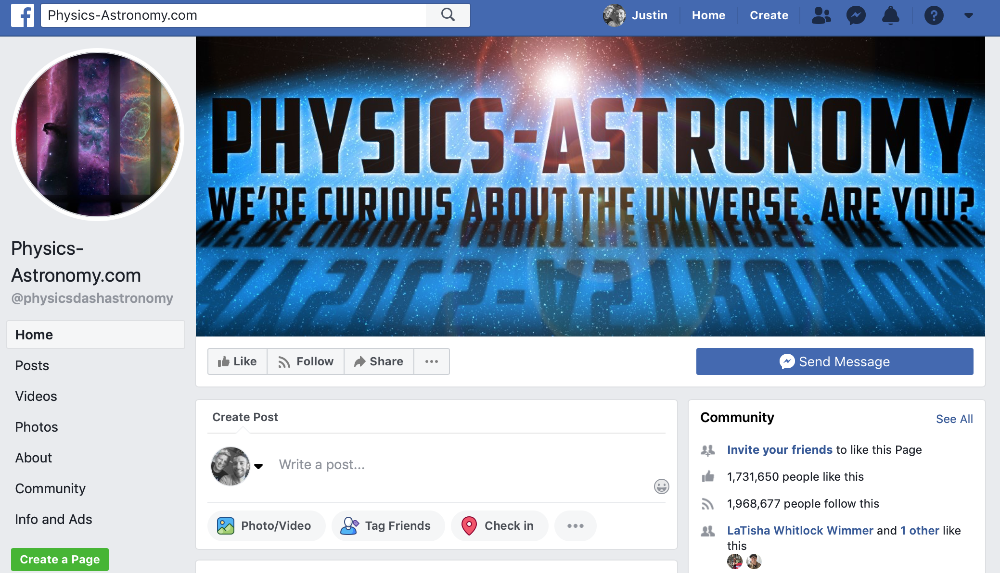 Physics-Astronomy.com
Justin
Home
Create
PHYSICS-ASTRONOMY
WE'RE CURIOUS ABOUT THE UNIVERSE. ARE YOU?
Physics-
Astronomy.com
@physicsdashastronomy
Home
Posts
Videos
Photos
About
Community
Info and Ads
Create a Page
Like
Follow
Share
Send Message
Create Post
Write a post...
Photo/Video
Tag Friends
Check in
Community
See All
Invite your friends to like this Page
1,731,650 people like this
1,968,677 people follow this
LaTisha Whitlock Wimmer and 1 other like
this